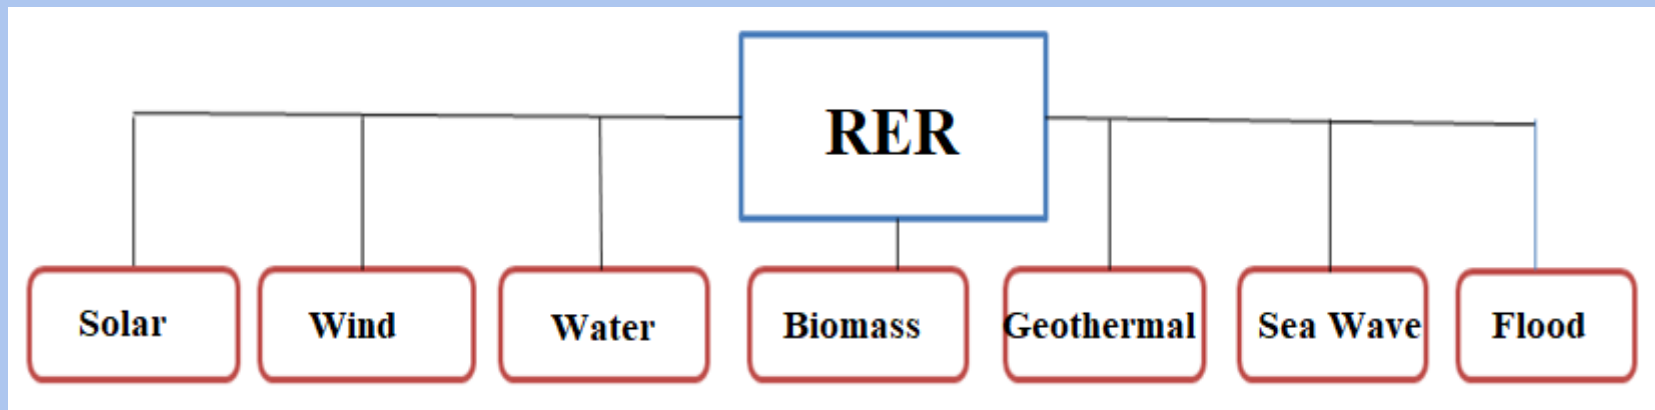 RER
Solar
Wind
Water
Biomass
Geothermal
Sea Wave
Flood